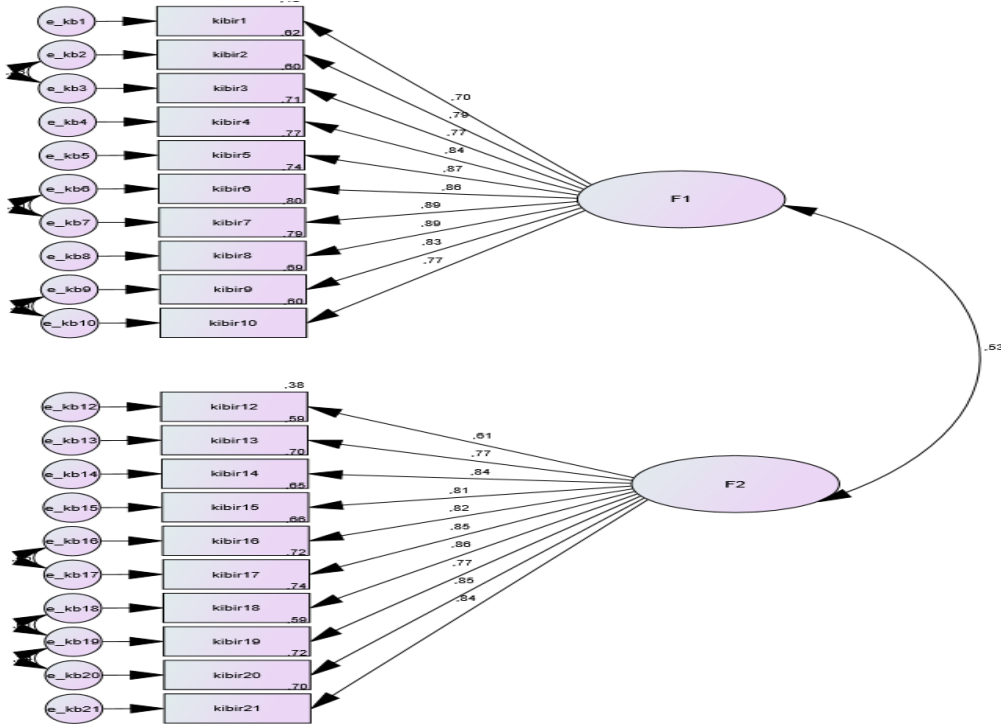 e_kb1 kibir1
.62
e_kb2 kibir2
.60
e_kb3 kibir3
.71
e_kb4 kibir4
.77
e_kb5 kibir5
.74
e_kb6 kibir6
.80
e_kb7 kibir7
.79
e_kb8 kibir8
.69
e_kb9 kibir9
.60
e_kb10 kibir10
.70
.79
.77
.84
.87
.86
.89
.89
.83
.77
F1
.53
.38
e_kb12 kibir12
.59
e_kb13 kibir13
.70
e_kb14 kibir14
.65
e_kb15 kibir15
.66
e_kb16 kibir16
.72
e_kb17 kibir17
.74
e_kb18 kibir18
.59
e_kb19 kibir19
.72
e_kb20 kibir20
.70
e_kb21 kibir21
.61
.77
.84
.81
.82
.85
.86
.77
.85
.84
F2